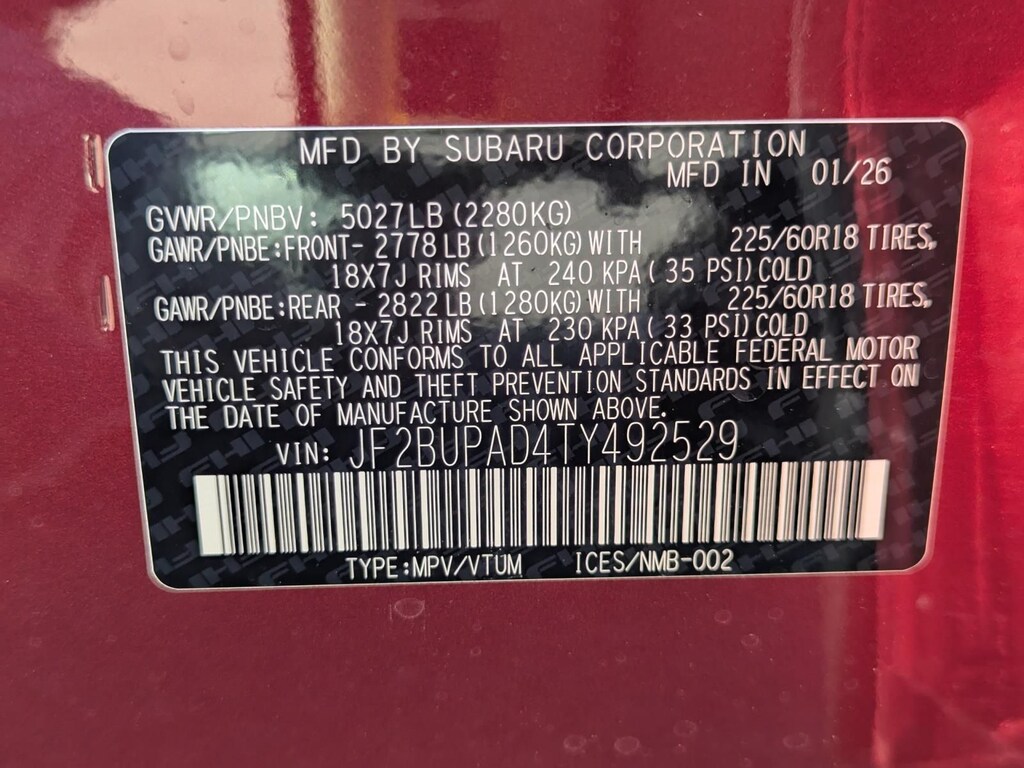 MFD BY SUBARU CORPORATION
MFD IN 01/26
GVWR/PNBV: 5027LB (2280KG)
GAWR/PNBE:FRONT- 2778 LB (1260KG) WITH 225/60R18 TIRES,
18X7J RIMS AT 240 KPA ( 35 PSI) COLD
GAWR/PNBE:REAR - 2822 LB (1280KG) WITH 225/60R18 TIRES,
18X7J RIMS AT 230 KPA ( 33 PSI) COLD
THIS VEHICLE CONFORMS TO ALL APPLICABLE FEDERAL MOTOR
VEHICLE SAFETY AND THEFT PREVENTION STANDARDS IN EFFECT ON
THE DATE OF MANUFACTURE SHOWN ABOVE.
VIN: JF2BUPAD4TY492529
TYPE:MPV/VTUM ICES/NMB-002